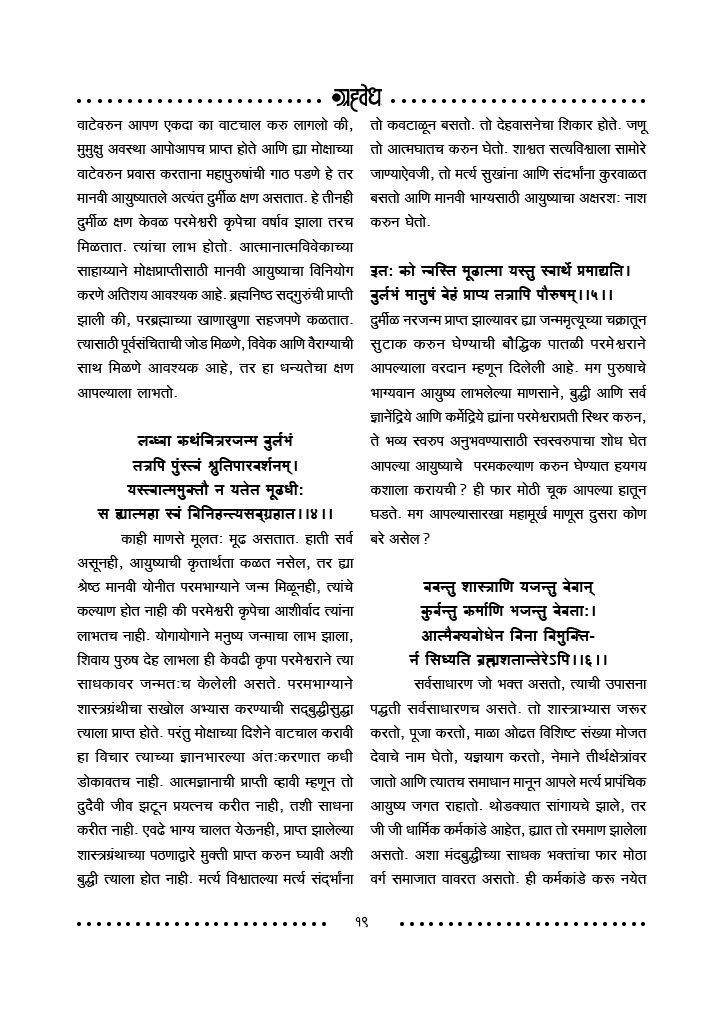 ग्रहवेध
वाटेवरुन आपण एकदा का वाटचाल करु लागलो की,
मुमुक्षु अवस्था आपोआपच प्राप्त होते आणि ह्या मोक्षाच्या
वाटेवरुन प्रवास करताना महापुरुषांची गाठ पडणे हे तर
मानवी आयुष्यातले अत्यंत दुर्मीळ क्षण असतात. हे तीनही
दुर्मीळ क्षण केवळ परमेश्वरी कृपेचा वर्षाव झाला तरच
मिळतात. त्यांचा लाभ होतो. आत्मानात्मविवेकाच्या
साहाय्याने मोक्षप्राप्तीसाठी मानवी आयुष्याचा विनियोग
करणे अतिशय आवश्यक आहे. ब्रह्मनिष्ठ सद्‌गुरुंची प्राप्ती
झाली की, परब्रह्माच्या खाणाखुणा सहजपणे कळतात.
त्यासाठी पूर्वसंचिताची जोड मिळणे, विवेक आणि वैराग्याची
साथ मिळणे आवश्यक आहे, तर हा धन्यतेचा क्षण
आपल्याला लाभतो.
लब्ध्वा कथंचित्ररजन्म बुर्लभं
तत्रपि पुंस्त्वं श्रुतिपारबर्शनम्।
यस्त्वात्ममुक्तौ न यतेत मूढधी:
स ह्यात्महा स्वं बिनिहन्त्यसब्ग्रहात।।४।।
काही माणसे मूलतः मूढ असतात. हाती सर्व
असूनही, आयुष्याची कृतार्थता कळत नसेल, तर ह्या
श्रेष्ठ मानवी योनीत परमभाग्याने जन्म मिळूनही, त्यांचे
कल्याण होत नाही की परमेश्वरी कृपेचा आशीर्वाद त्यांना
लाभतच नाही. योगायोगाने मनुष्य जन्माचा लाभ झाला,
शिवाय पुरुष देह लाभला ही केवढी कृपा परमेश्वराने त्या
साधकावर जन्मतःच केलेली असते. परमभाग्याने
शास्त्रग्रंथीचा सखोल अभ्यास करण्याची सद्‌बुद्धीसुद्धा
त्याला प्राप्त होते. परंतु मोक्षाच्या दिशेने वाटचाल करावी
हा विचार त्याच्या ज्ञानभारल्या अंतःकरणात कधी
डोकावतच नाही. आत्मज्ञानाची प्राप्ती व्हावी म्हणून तो
दुदैवी जीव झटून प्रयत्नच करीत नाही, तशी साधना
करीत नाही. एवढे भाग्य चालत येऊनही, प्राप्त झालेल्या
शास्त्रग्रंथाच्या पठणाद्वारे मुक्ती प्राप्त करुन घ्यावी अशी
बुद्धी त्याला होत नाही. मर्त्य विश्वातल्या मर्त्य संदर्भांना
तो कवटाळून बसतो. तो देहवासनेचा शिकार होते. जणू
तो आत्मघातच करुन घेतो. शाश्वत सत्यविश्वाला सामोरे
जाण्याऐवजी, तो मर्त्य सुखांना आणि संदर्भांना कुरवाळत
बसतो आणि मानवी भाग्यसाठी आयुष्याचा अक्षरशः नाश
करुन घेतो.
इत: को न्बस्ति मूढात्मा यस्तु स्वार्थे प्रमाद्यति।
बुर्लभं मानुषं बेहं प्राप्य तत्रापि पौरुषम्।।५।।
दुर्मीळ नरजन्म प्राप्त झाल्यावर ह्या जन्ममृत्यूच्या चक्रातून
सुटाक करुन घेण्याची बौद्धिक पातळी परमेश्वराने
आपल्याला वरदान म्हणून दिलेली आहे. मग पुरुषाचे
भाग्यवान आयुष्य लाभलेल्या माणसाने, बुद्धी आणि सर्व
ज्ञानेंद्रिये आणि कर्मेंद्रिये ह्यांना परमेश्वराप्रती स्थिर करुन,
ते भव्य स्वरुप अनुभवण्यासाठी स्वस्वरुपाचा शोध घेत
आपल्या आयुष्याचे परमकल्याण करुन घेण्यात हयगय
कशाला करायची ? ही फार मोठी चूक आपल्या हातून
घडते. मग आपल्यासारखा महामूर्ख माणूस दुसरा कोण
बरे असेल ?
बबन्तु शास्त्राणि यजन्तु बेबान्
कुर्बन्तु कर्माणि भजन्तु बेबता:।
आत्मैक्यबोधेन बिना बिमुक्ति-
र्न सिध्यति ब्रह्मशतान्तेरेऽपि।।६।।
सर्वसाधारण जो भक्त असतो, त्याची उपासना
पद्धती सर्वसाधारणच असते. तो शास्त्राभ्यास जरूर
करतो, पूजा करतो, माळा ओढत विशिष्ट संख्या मोजत
देवाचे नाम घेतो, यज्ञयाग करतो, नेमाने तीर्थक्षेत्रांवर
जातो आणि त्यातच समाधान मानून आपले मर्त्य प्रापंचिक
आयुष्य जगत राहातो. थोडक्यात सांगायचे झाले, तर
जी जी धार्मिक कर्मकांडे आहेत, ह्यात तो रममाण झालेला
असतो. अशा मंदबुद्धीच्या साधक भक्तांचा फार मोठा
वर्ग समाजात वावरत असतो. ही कर्मकांडे करू नयेत
१९